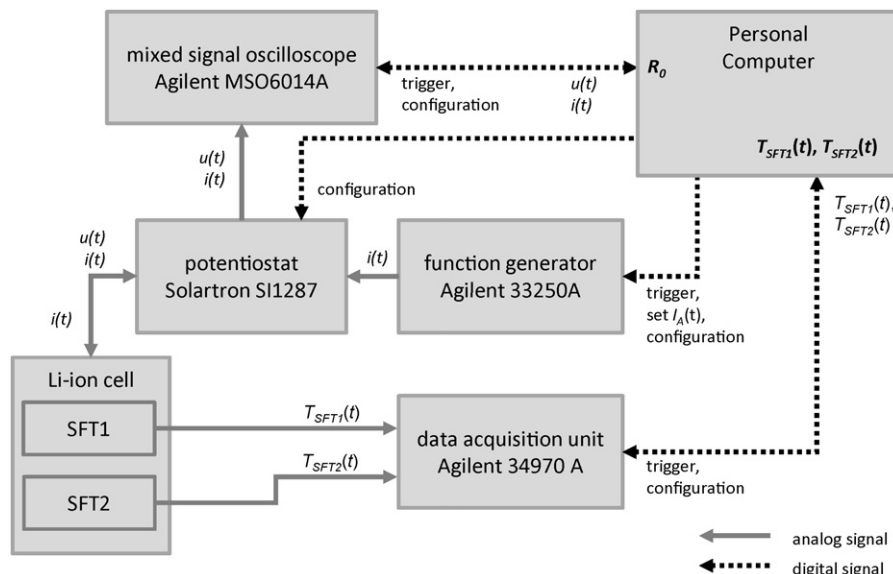 mixed signal oscilloscope
Agilent MSO6014A
Personal
Computer
R0
TSFT1(t), TSFT2(t)
trigger,
configuration
u(t)
i(t)
u(t)
i(t)
configuration
TSFT1(t),
TSFT2(t)
u(t)
i(t)
potentiostat
Solartron SI1287
i(t)
function generator
Agilent 33250A
trigger,
set IA(t),
configuration
i(t)
Li-ion cell
SFT1
SFT2
TSFT1(t)
TSFT2(t)
data acquisition unit
Agilent 34970 A
trigger,
configuration
analog signal
digital signal